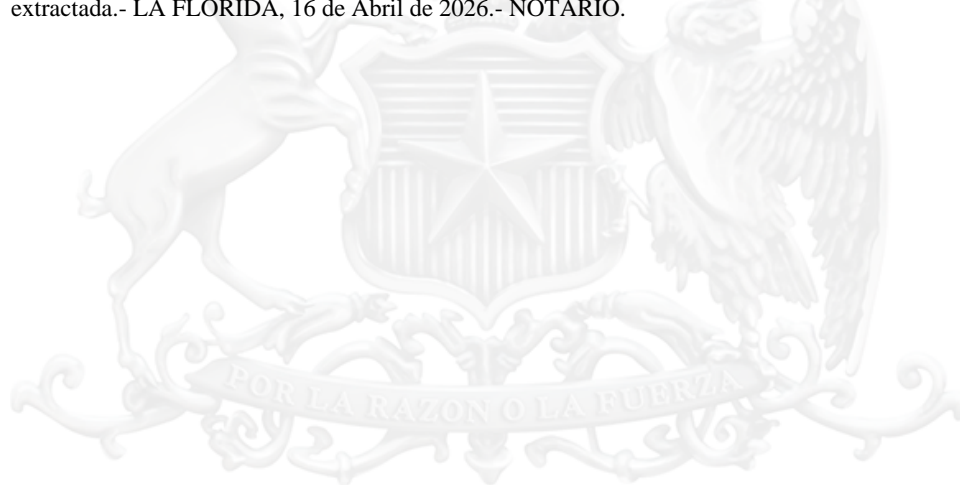 extractada.- LA FLORIDA, 16 de Abril de 2026.- NOTARIO.
POR LA RAZON O LA FUERZA